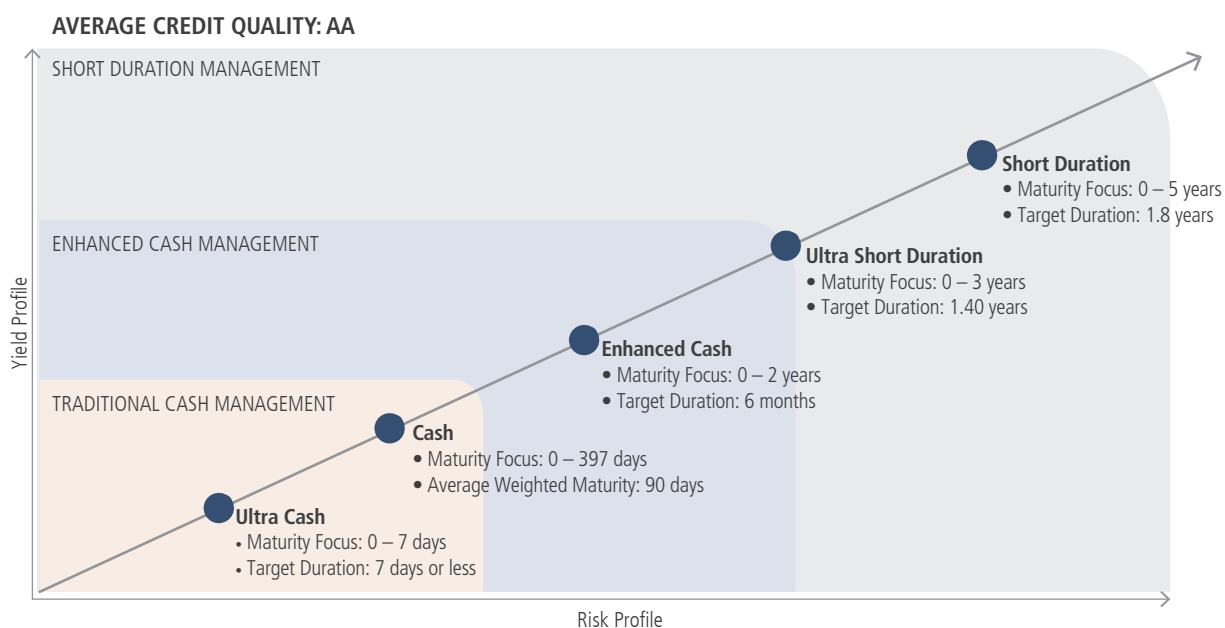 AVERAGE CREDIT QUALITY: AA
SHORT DURATION MANAGEMENT
Short Duration
• Maturity Focus: 0 – 5 years
• Target Duration: 1.8 years
ENHANCED CASH MANAGEMENT
Ultra Short Duration
• Maturity Focus: 0 – 3 years
• Target Duration: 1.40 years
Yield Profile
Enhanced Cash
• Maturity Focus: 0 – 2 years
• Target Duration: 6 months
TRADITIONAL CASH MANAGEMENT
Cash
• Maturity Focus: 0 – 397 days
• Average Weighted Maturity: 90 days
Ultra Cash
• Maturity Focus: 0 – 7 days
• Target Duration: 7 days or less
Risk Profile